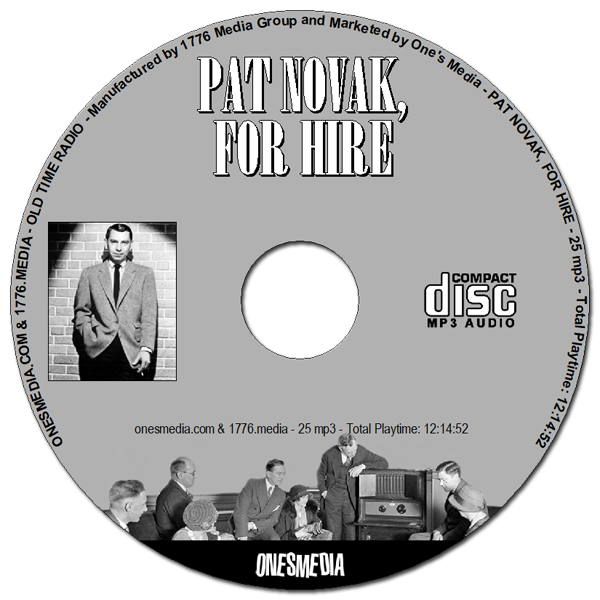 ONESMEDIA.COM & 1776.MEDIA - OLD TIME RADIO - Manufactured by 1776 Media Group and Marketed by One's Media - PAT NOVAK, FOR HIRE - 25 mp3 - Total Playtime: 12:14:52
PAT NOVAK,
FOR HIRE
COMPACT
disc
MP3 AUDIO
onesmedia.com & 1776.media - 25 mp3 - Total Playtime: 12:14:52
ONESMEDIA